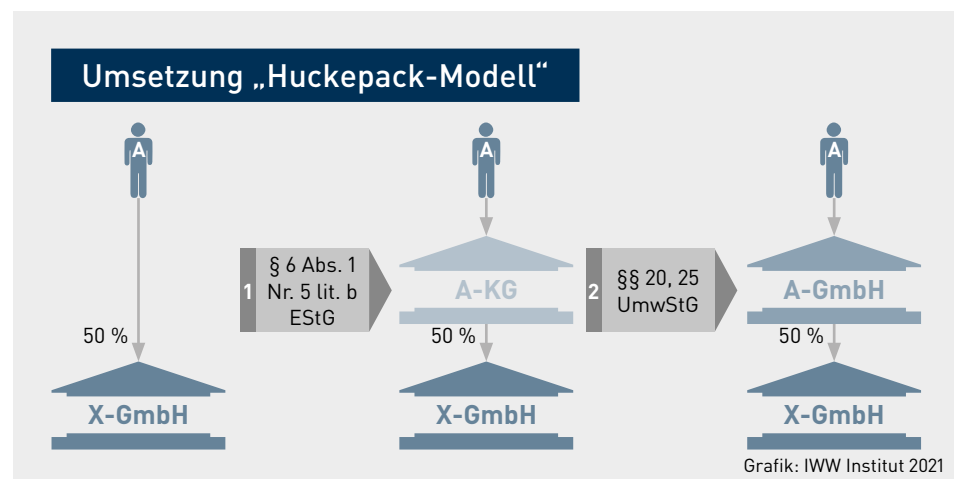 Umsetzung „Huckepack-Modell“
A
A
A
1
§ 6 Abs. 1
Nr. 5 lit. b
EStG
A-KG
2
§§ 20, 25
UmwStG
A-GmbH
50 %
50 %
50 %
X-GmbH
X-GmbH
X-GmbH
Grafik: IWW Institut 2021